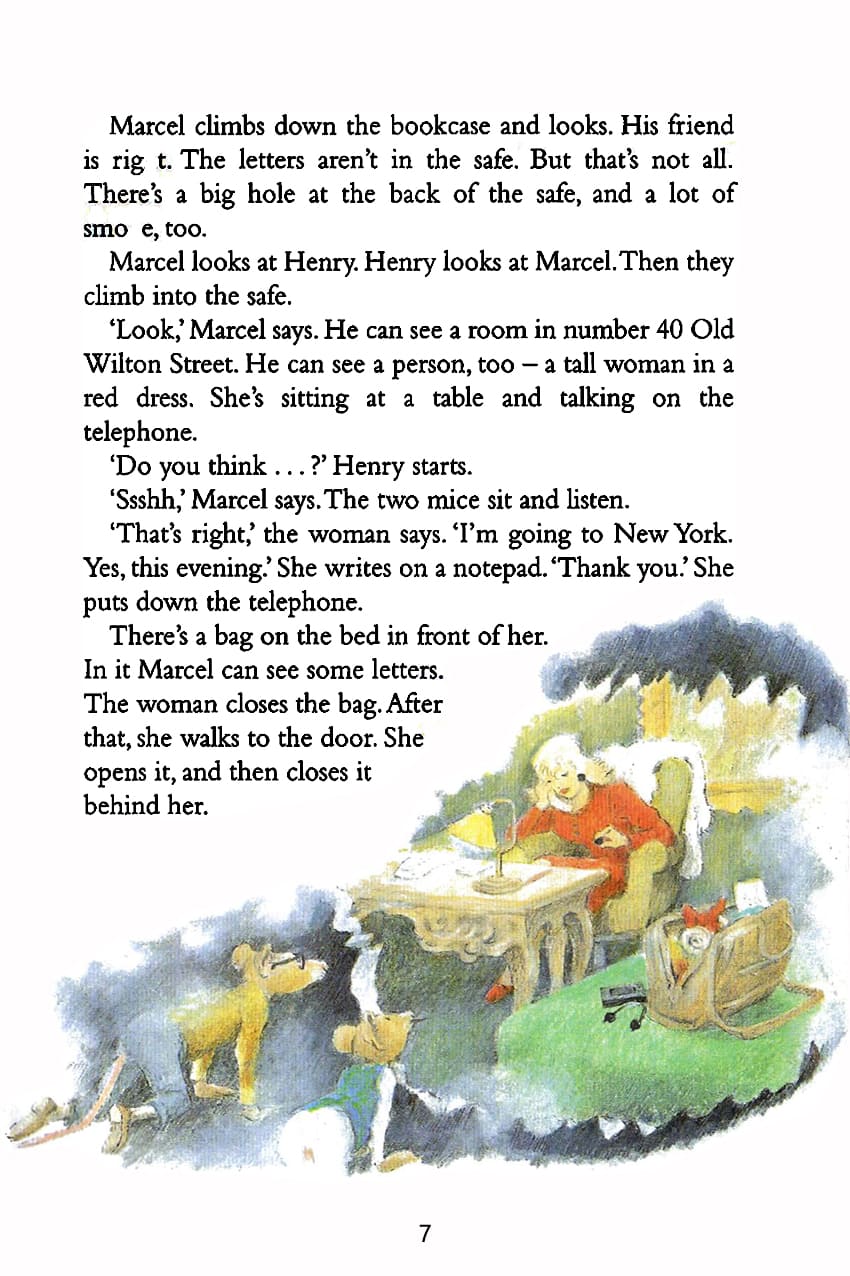 Marcel climbs down the bookcase and looks. His friend
is rig t. The letters aren’t in the safe. But that’s not all.
There’s a big hole at the back of the safe, and a lot of
smo e, too.
Marcel looks at Henry. Henry looks at Marcel. Then they
climb into the safe.
‘Look,’ Marcel says. He can see a room in number 40 Old
Wilton Street. He can see a person, too – a tall woman in a
red dress. She’s sitting at a table and talking on the
telephone.
‘Do you think . . . ?’ Henry starts.
‘Ssshh,’ Marcel says. The two mice sit and listen.
‘That’s right,’ the woman says. ‘I’m going to New York.
Yes, this evening.’ She writes on a notepad. ‘Thank you.’ She
puts down the telephone.
There’s a bag on the bed in front of her.
In it Marcel can see some letters.
The woman closes the bag. After
that, she walks to the door. She
opens it, and then closes it
behind her.
7